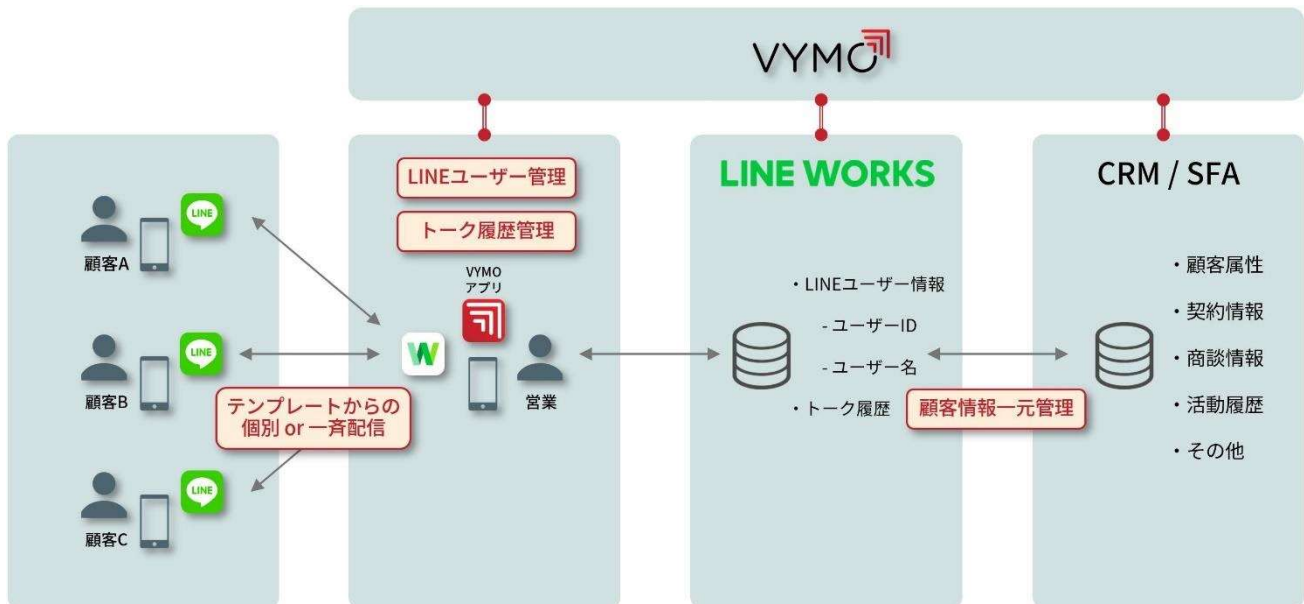 VYMO
LINE
顧客A
LINE
顧客B
LINE
顧客C
LINEユーザー管理
トーク履歴管理
VYMO
アプリ
W
営業
テンプレートからの
個別 or 一斉配信
LINE WORKS
・LINEユーザー情報
- ユーザーID
- ユーザー名
・トーク履歴
顧客情報一元管理
CRM / SFA
・顧客属性
・契約情報
・商談情報
・活動履歴
・その他